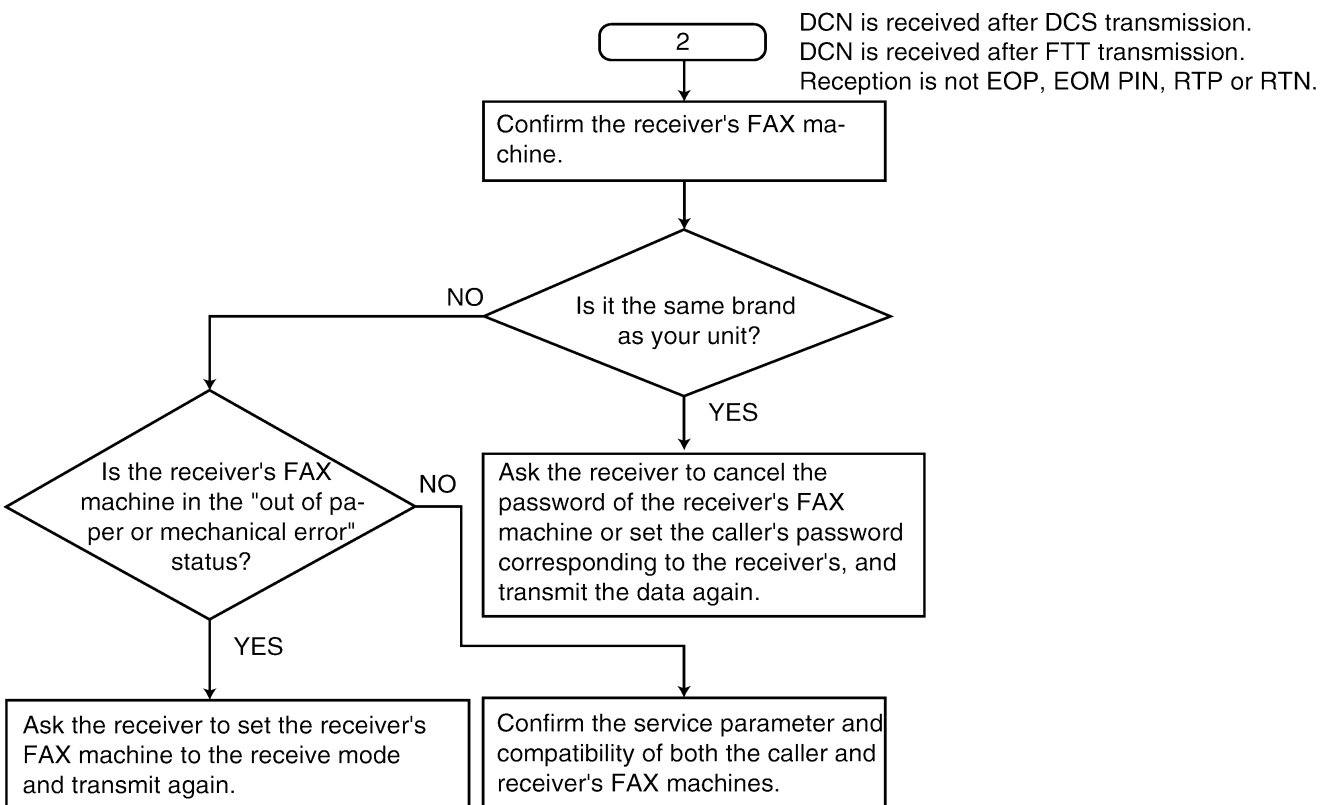 2
DCN is received after DCS transmission.
DCN is received after FTT transmission.
Reception is not EOP, EOM PIN, RTP or RTN.
Confirm the receiver's FAX ma-
chine.
NO
Is it the same brand
as your unit?
YES
Is the receiver's FAX
machine in the "out of pa-
per or mechanical error"
status?
NO
Ask the receiver to cancel the
password of the receiver's FAX
machine or set the caller's password
corresponding to the receiver's, and
transmit the data again.
YES
Ask the receiver to set the receiver's
FAX machine to the receive mode
and transmit again.
Confirm the service parameter and
compatibility of both the caller and
receiver's FAX machines.